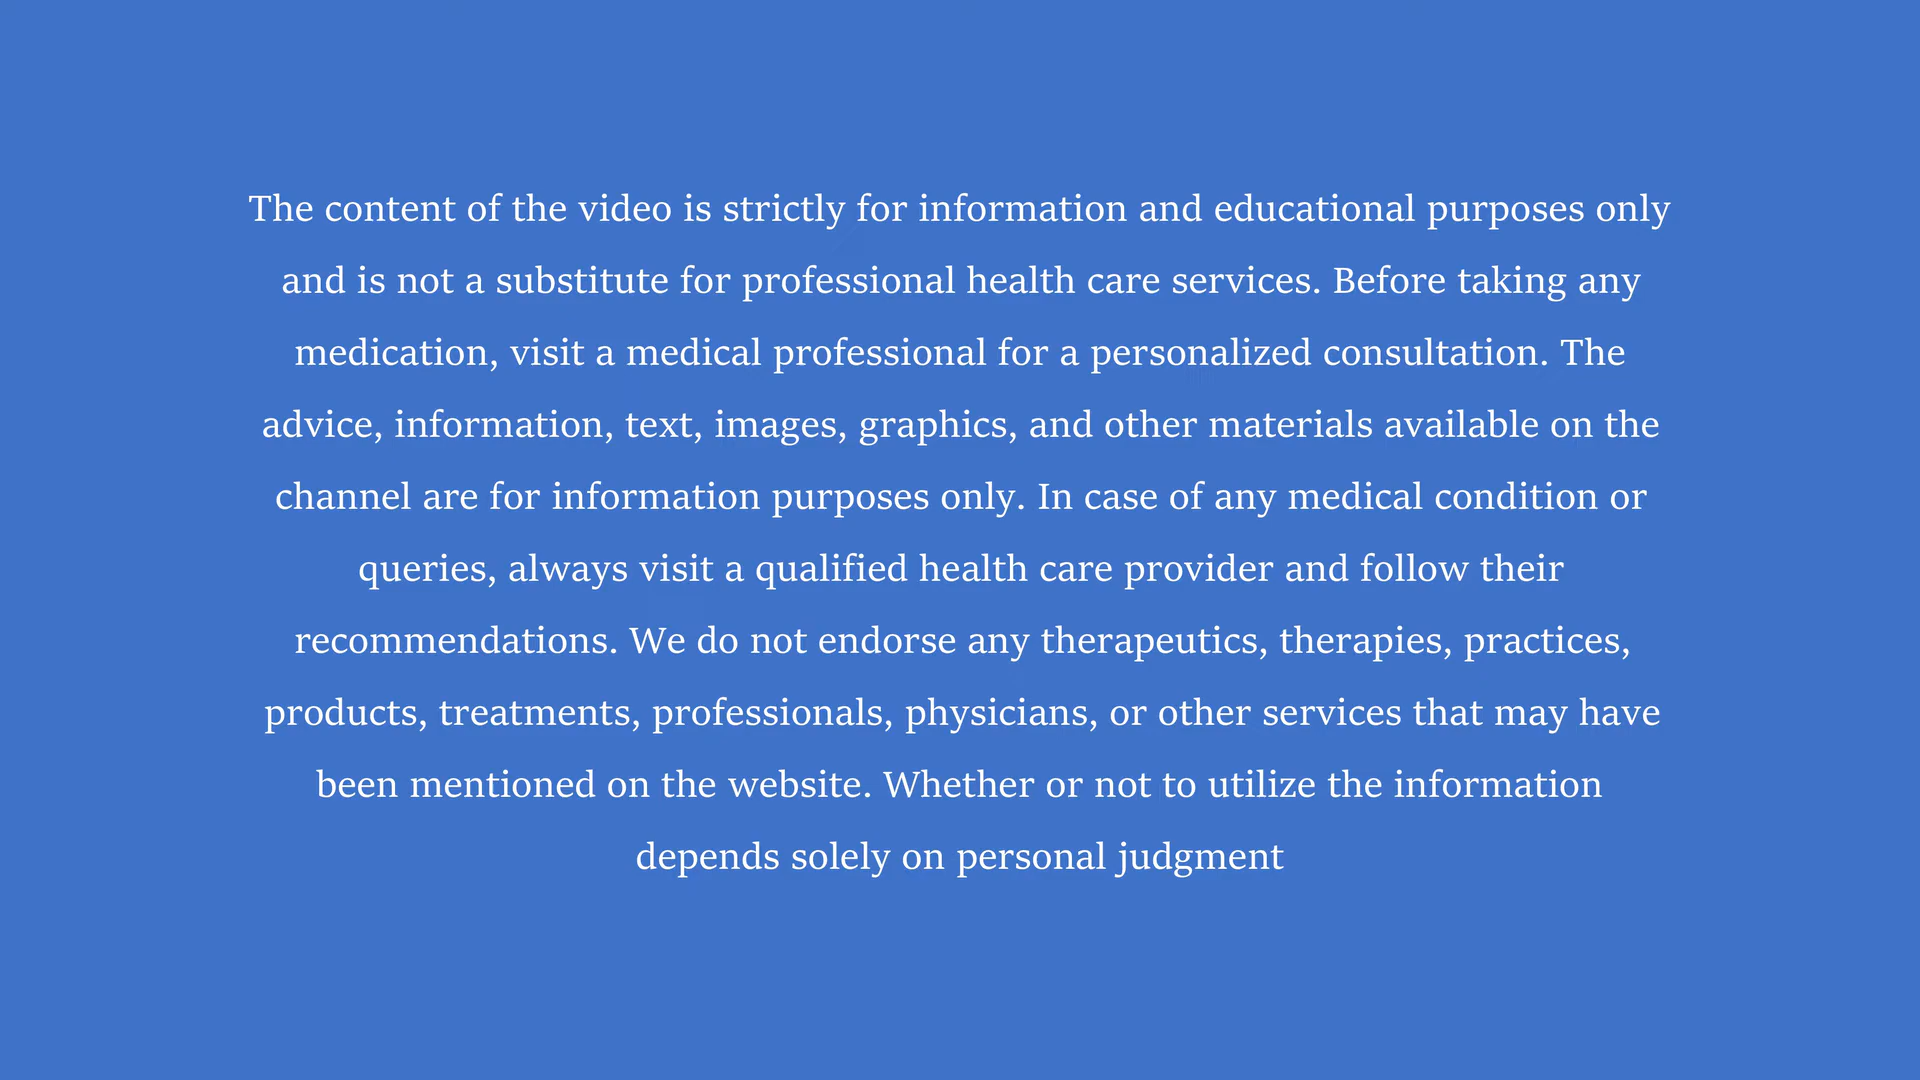 The content of the video is strictly for information and educational purposes only
and is not a substitute for professional health care services. Before taking any
medication, visit a medical professional for a personalized consultation. The
advice, information, text, images, graphics, and other materials available on the
channel are for information purposes only. In case of any medical condition or
queries, always visit a qualified health care provider and follow their
recommendations. We do not endorse any therapeutics, therapies, practices,
products, treatments, professionals, physicians, or other services that may have
been mentioned on the website. Whether or not to utilize the information
depends solely on personal judgment